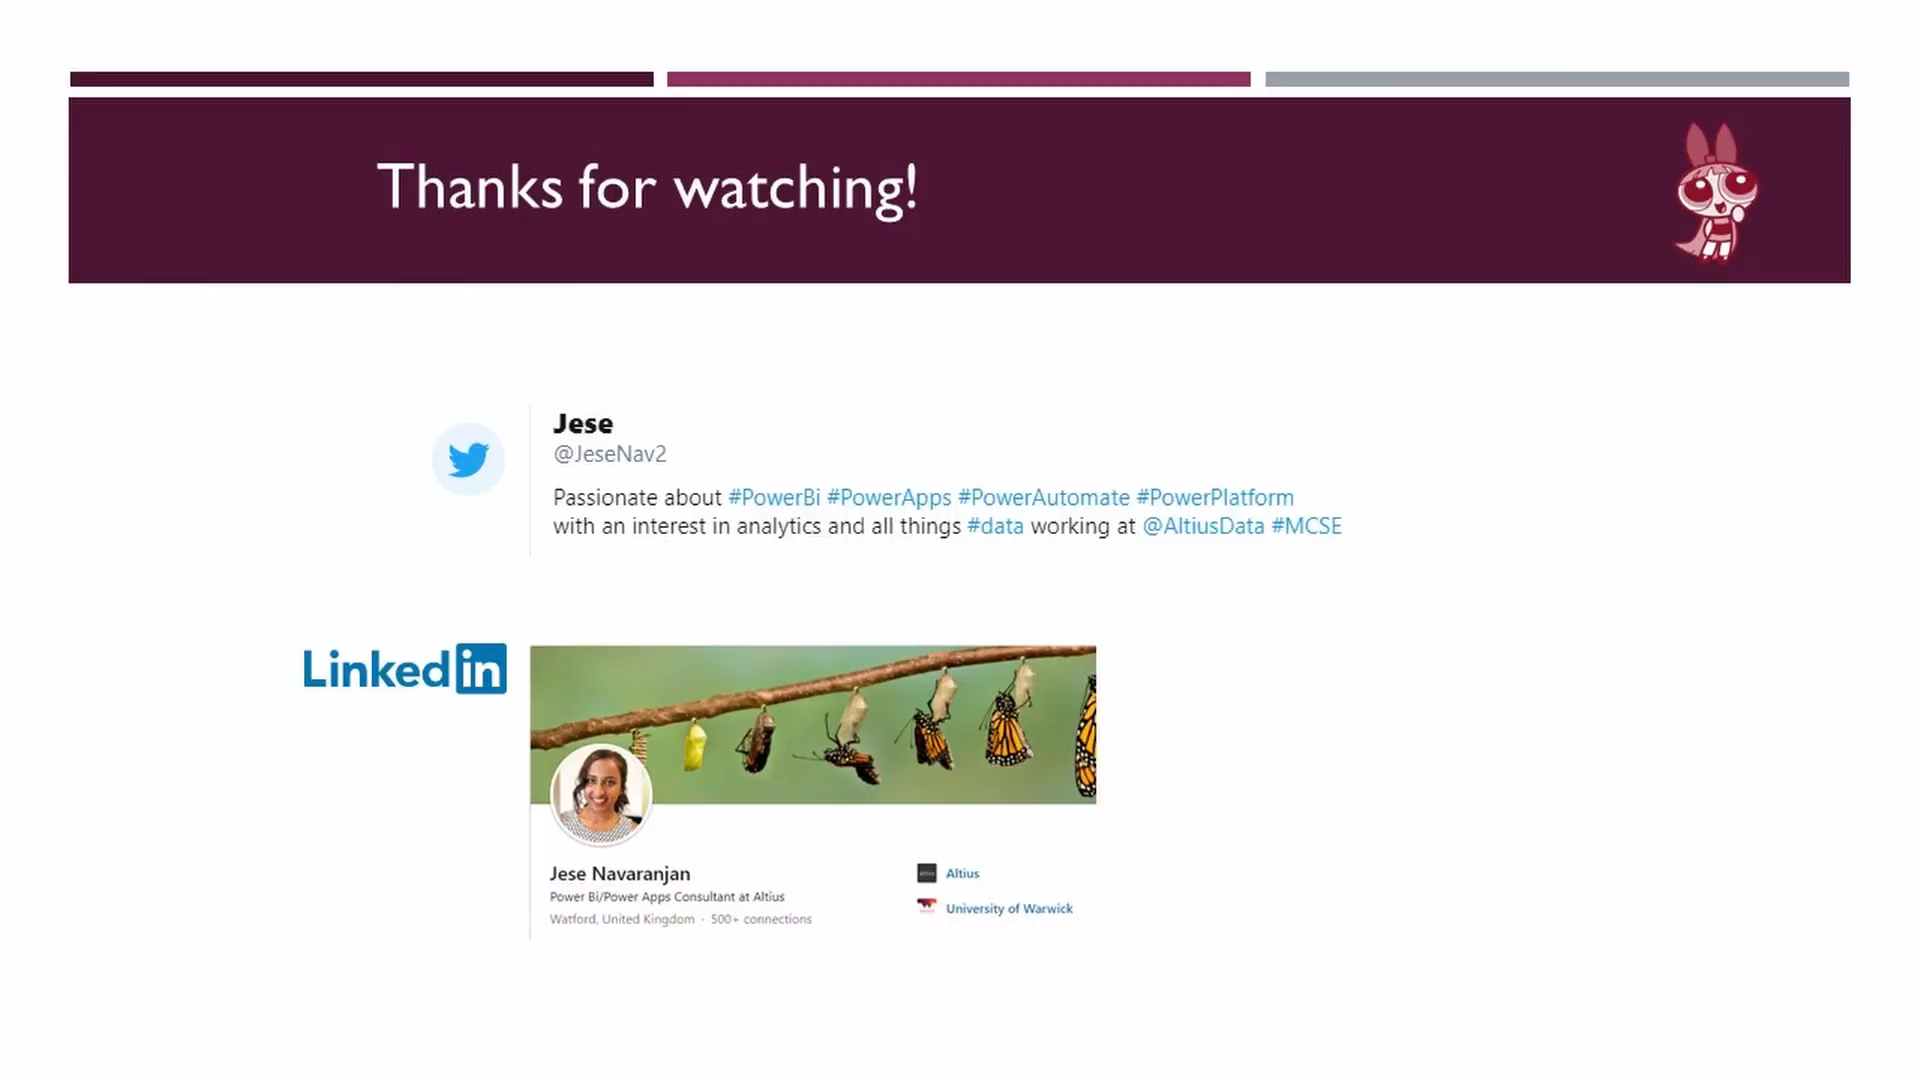 Thanks for watching!
Jese
@JeseNav2
Passionate about #PowerBi #PowerApps #PowerAutomate #PowerPlatform
with an interest in analytics and all things #data working at @AltiusData #MCSE
Linked in
Jese Navaranjan
Power Bi/Power Apps Consultant at Altius
Watford, United Kingdom · 500+ connections
Altius
University of Warwick